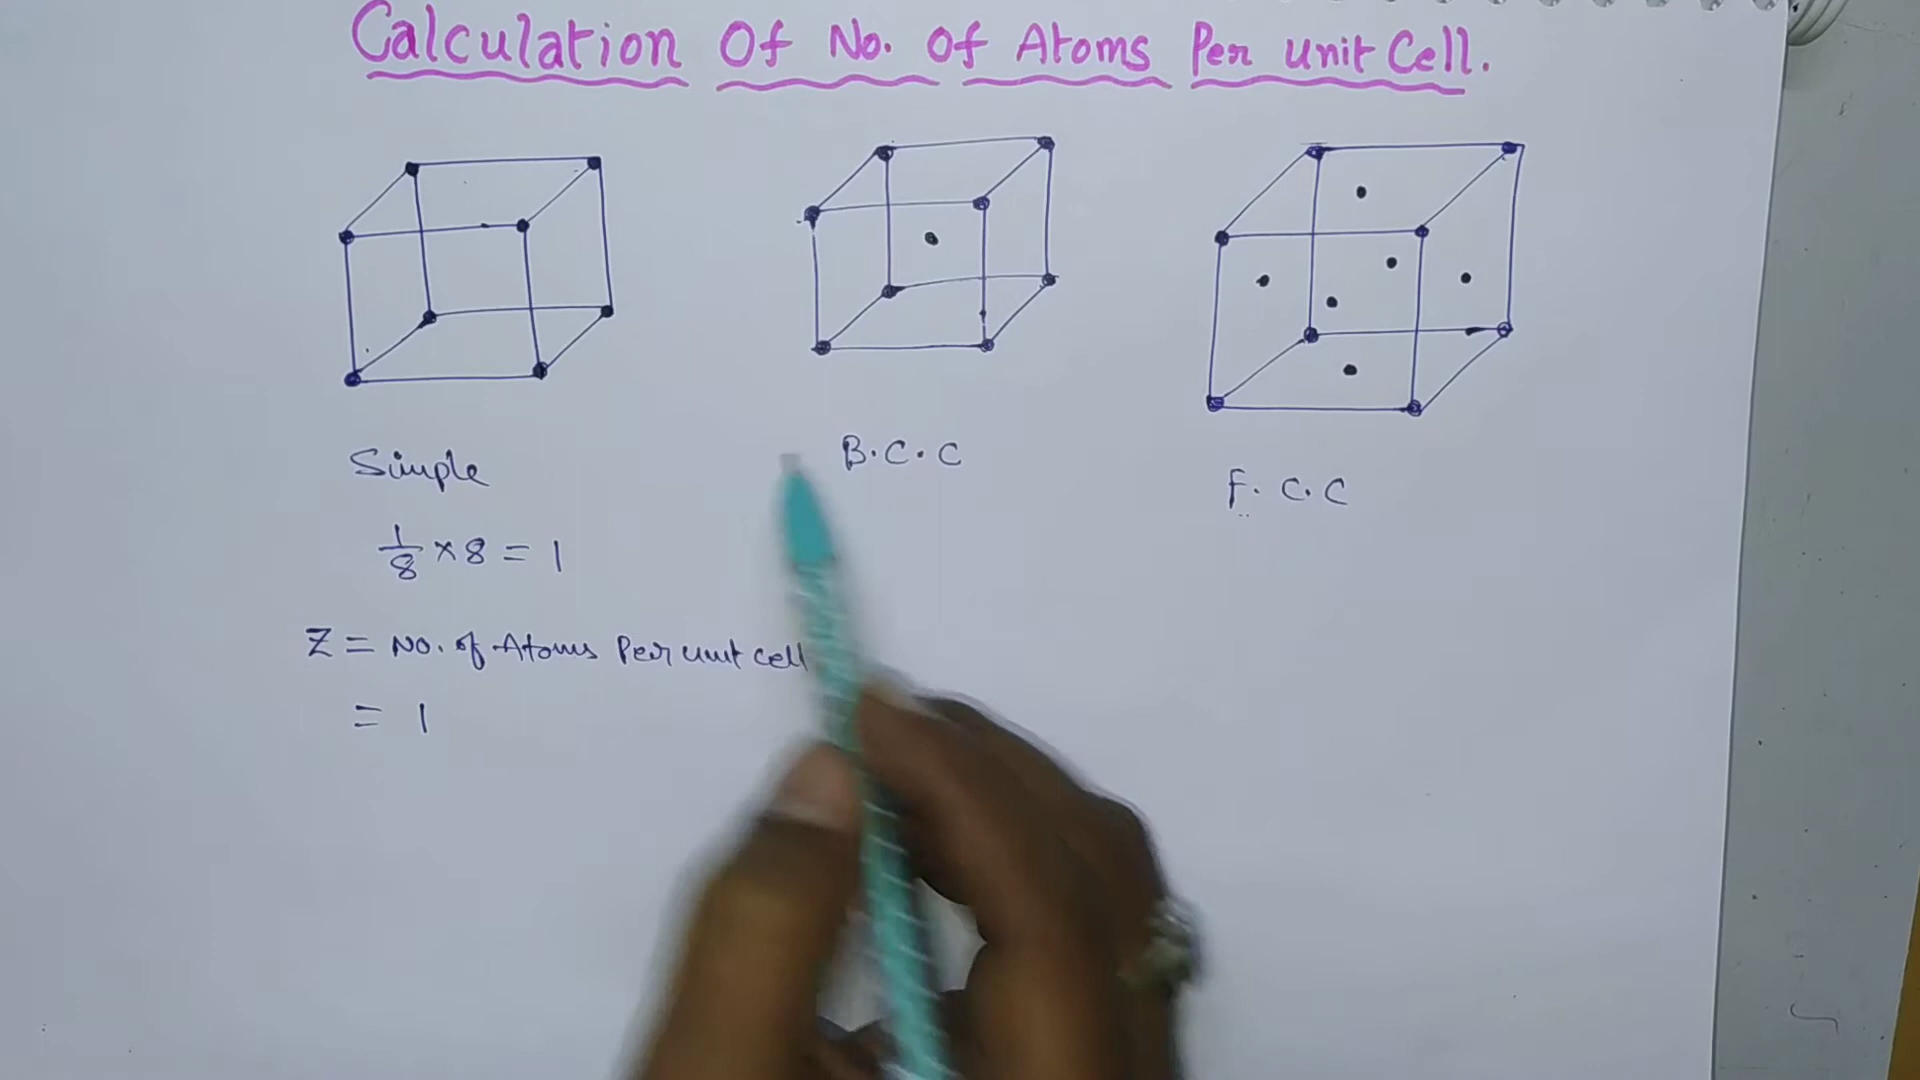 Calculation Of No. Of Atoms Per unit Cell.
Simple
B.C.C
F. C. C
1/8 × 8 = 1
Z = No. of Atoms Per unit cell
= 1